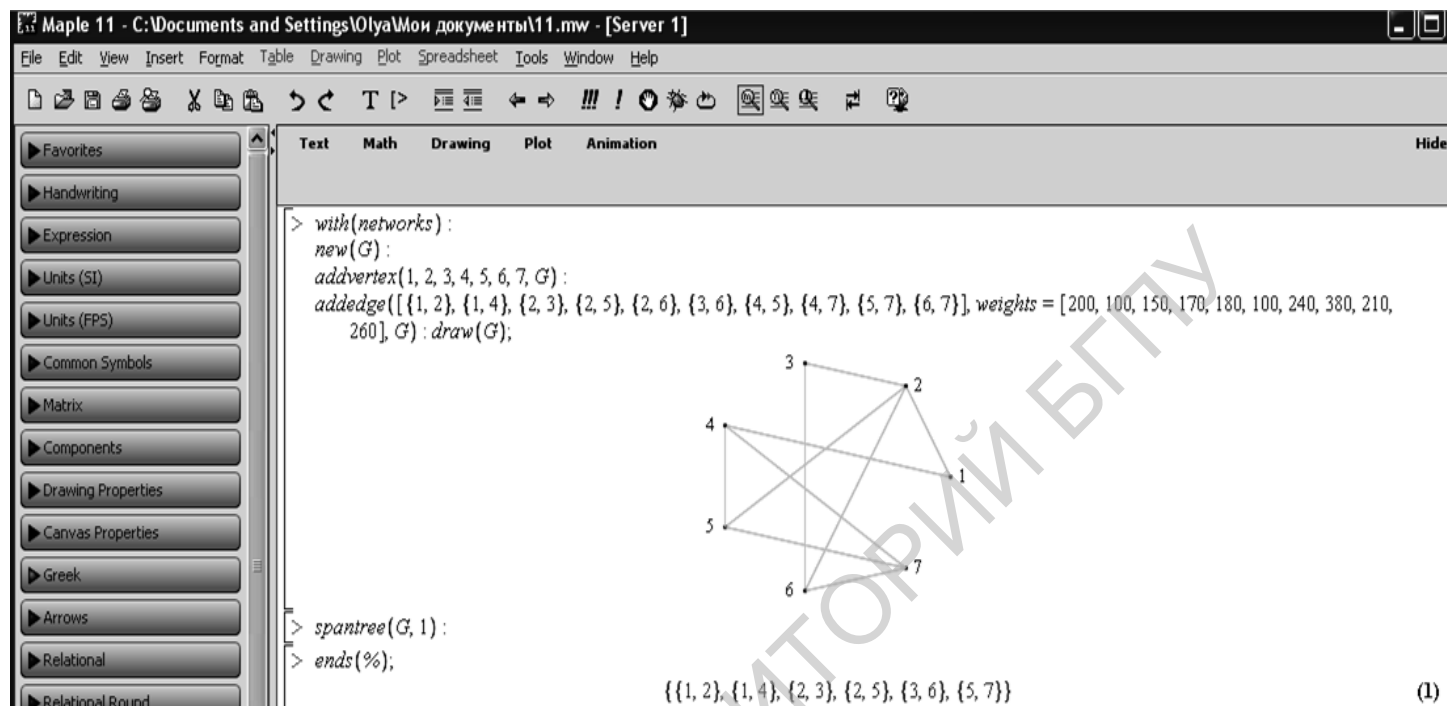 Maple 11 - C:\Documents and Settings\Olya\Мои документы\11.mw - [Server 1]
File Edit View Insert Format Table Drawing Plot Spreadsheet Tools Window Help
Text Math Drawing Plot Animation Hide
Favorites
Handwriting
Expression
Units (SI)
Units (FPS)
Common Symbols
Matrix
Components
Drawing Properties
Canvas Properties
Greek
Arrows
Relational
Relational Round
> with(networks) :
new(G) :
addvertex(1, 2, 3, 4, 5, 6, 7, G) :
addedge([{1, 2}, {1, 4}, {2, 3}, {2, 5}, {2, 6}, {3, 6}, {4, 5}, {4, 7}, {5, 7}, {6, 7}], weights = [200, 100, 150, 170, 180, 100, 240, 380, 210,
260], G) : draw(G);
3
2
4
1
5
7
6
> spantree(G, 1) :
> ends(%);
{{1, 2}, {1, 4}, {2, 3}, {2, 5}, {3, 6}, {5, 7}} (1)
ИТОРИЙ БГПУ